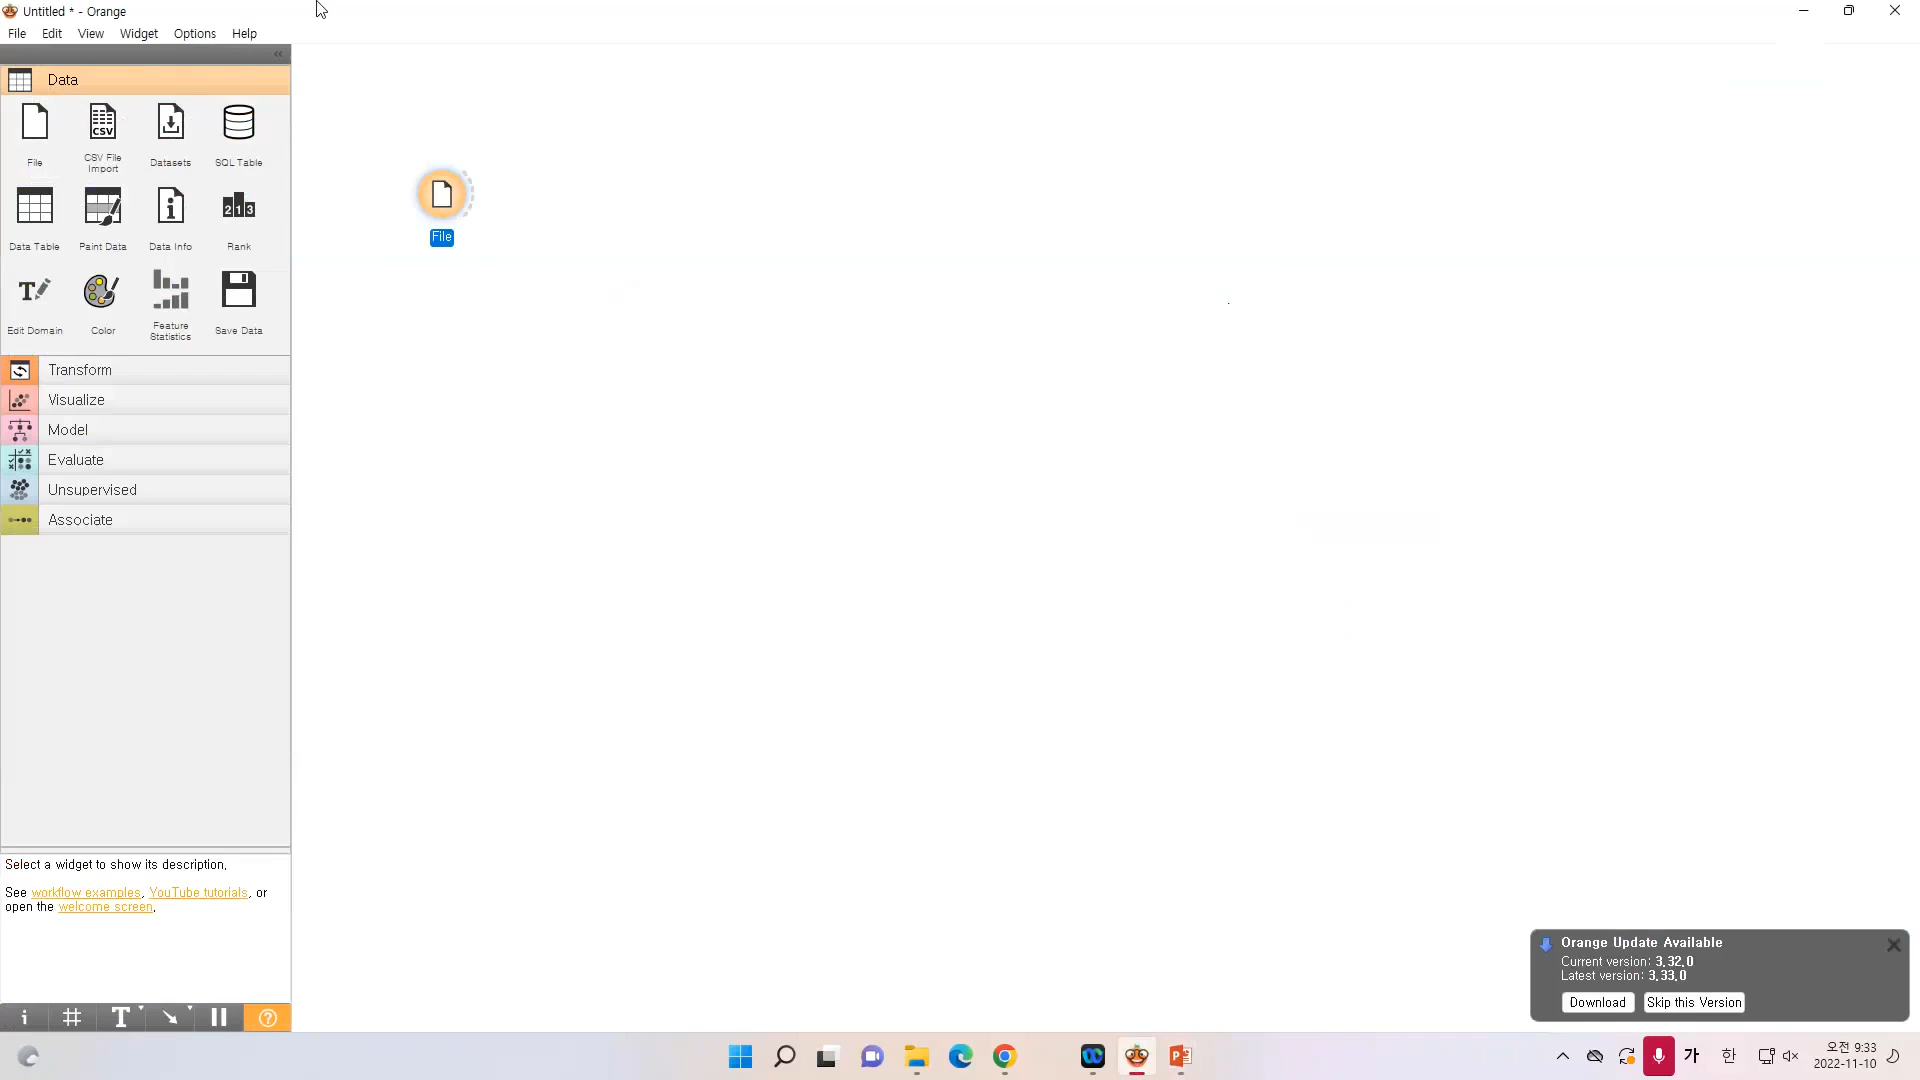 Untitled * - Orange
File Edit View Widget Options Help
Data
File
CSV File
Import
Datasets
SQL Table
Data Table
Paint Data
Data Info
Rank
Edit Domain
Color
Feature
Statistics
Save Data
Transform
Visualize
Model
Evaluate
Unsupervised
Associate
File
Select a widget to show its description.
See workflow examples, YouTube tutorials, or
open the welcome screen.
Orange Update Available
Current version: 3.32.0
Latest version: 3.33.0
Download Skip this Version
가 한
오전 9:33
2022-11-10